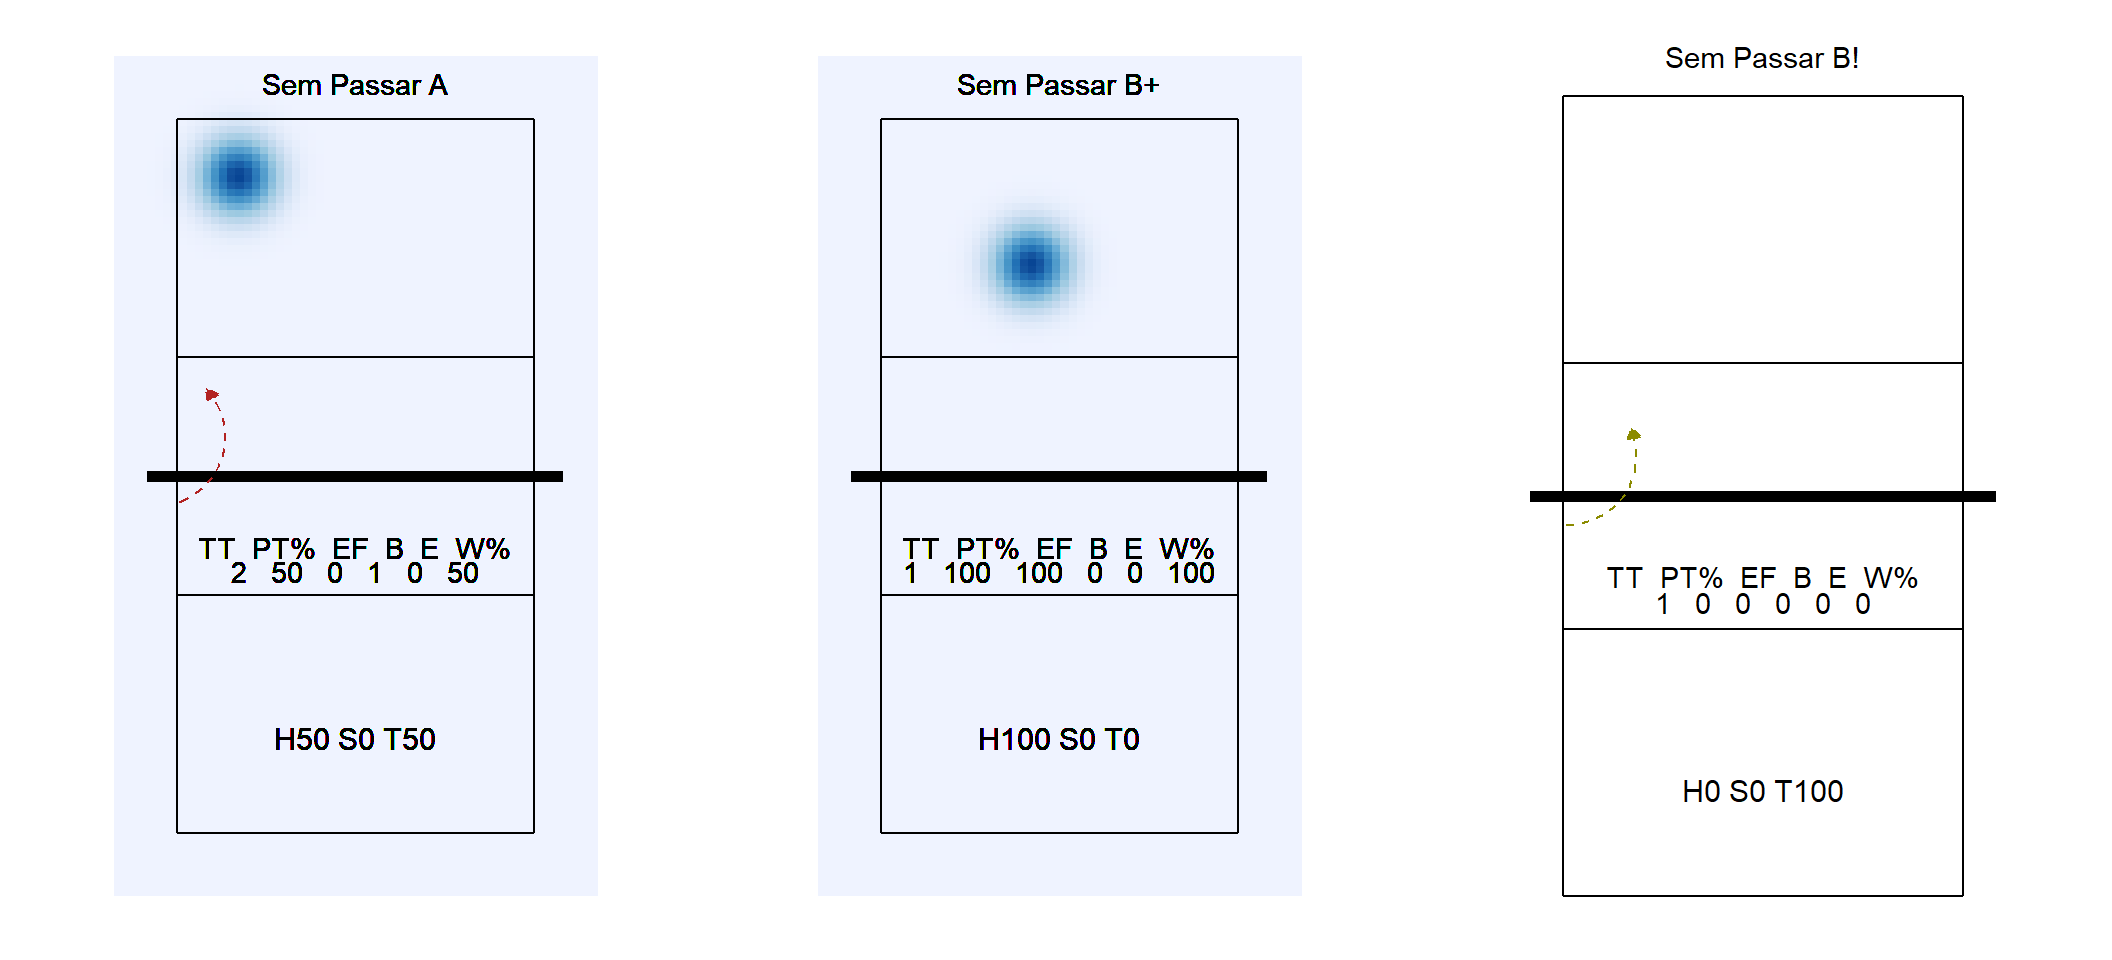 Sem Passar A
TT PT% EF B E W%
2 50 0 1 0 50
H50 S0 T50
Sem Passar B+
TT PT% EF B E W%
1 100 100 0 0 100
H100 S0 T0
Sem Passar B!
TT PT% EF B E W%
1 0 0 0 0 0
H0 S0 T100